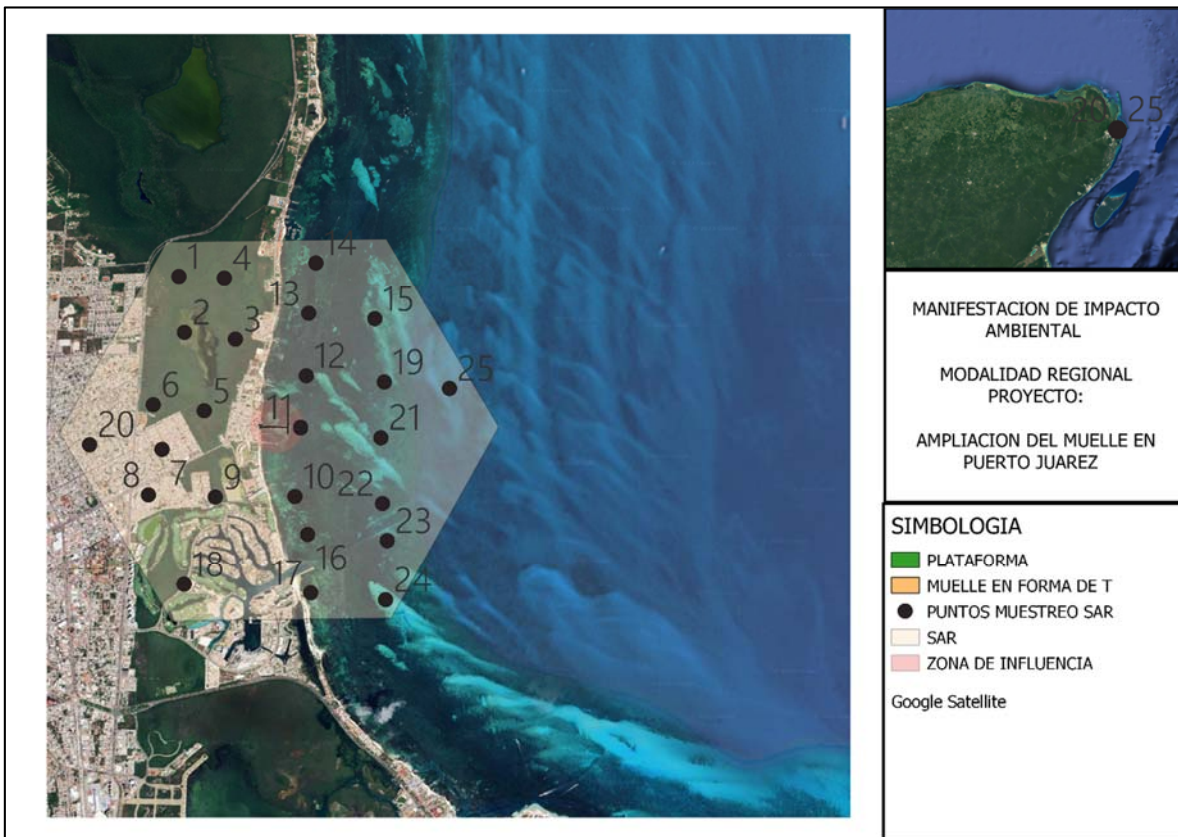 1
4
14
13
15
2
3
12
19
25
6
5
11
21
20
7
8
9
10
22
23
18
17
16
24
25
MANIFESTACION DE IMPACTO
AMBIENTAL
MODALIDAD REGIONAL
PROYECTO:
AMPLIACION DEL MUELLE EN
PUERTO JUAREZ
SIMBOLOGIA
PLATAFORMA
MUELLE EN FORMA DE T
PUNTOS MUESTREO SAR
SAR
ZONA DE INFLUENCIA
Google Satellite